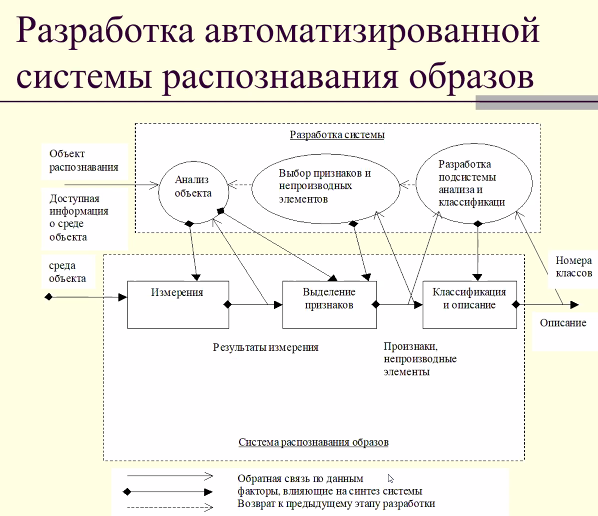 Разработка автоматизированной
системы распознавания образов
Разработка системы
Объект
распознавания
Доступная
информация
о среде
объекта
среда
объекта
Анализ
объекта
Выбор признаков и
непроизводных
элементов
Разработка
подсистемы
анализа и
классификаци
Номера
классов
Измерения
Выделение
признаков
Классификация
и описание
Описание
Результаты измерения
Произнаки,
непроизводные
элементы
Система распознавания образов
Обратная связь по данным
факторы, влияющие на синтез системы
Возврат к предыдущему этапу разработки